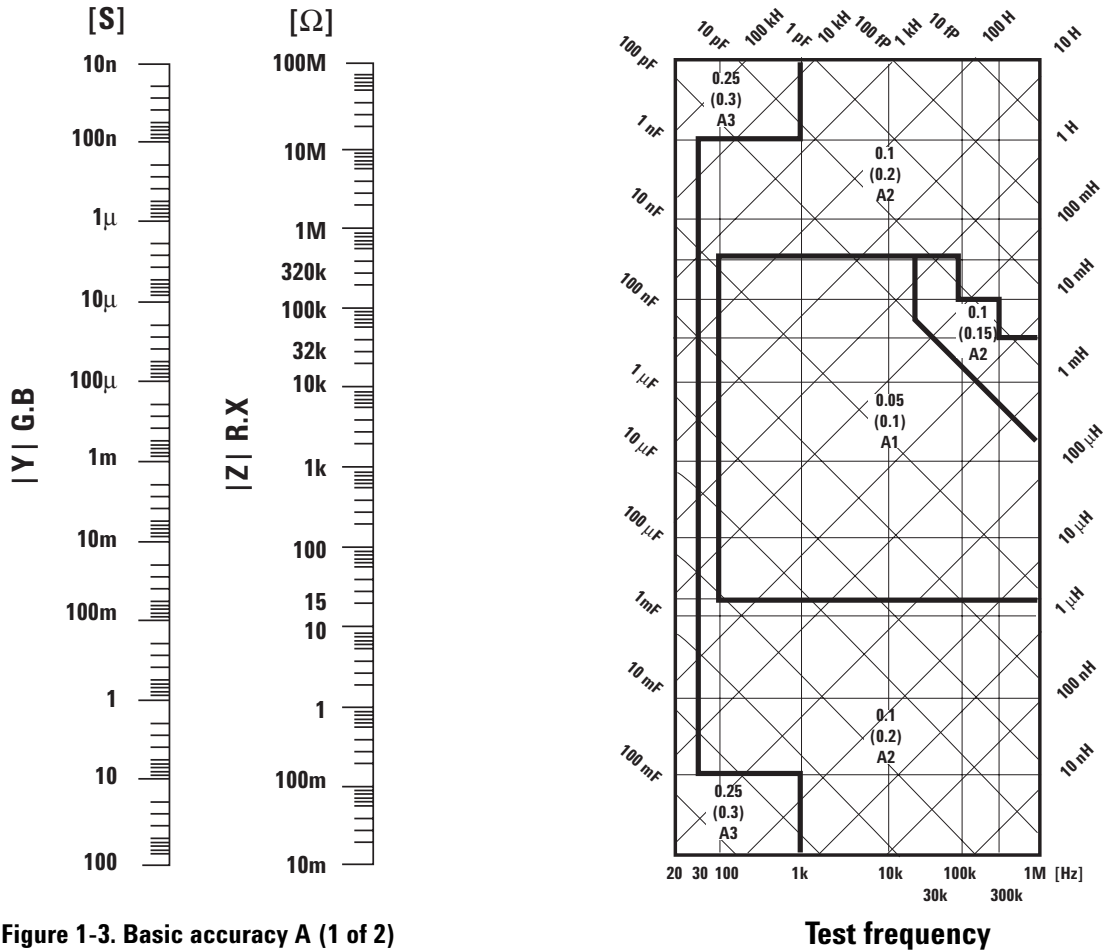 [S]
10n
100n
1µ
10µ
100µ
1m
10m
100m
1
10
100
|Y| G.B
[Ω]
100M
10M
1M
320k
100k
32k
10k
1k
100
15
10
1
100m
10m
|Z| R.X
10 pF
100 kH
1 pF
10 kH
100 fP
1 kH
10 fP
100 H
10 H
100 pF
1 nF
10 nF
100 nF
1 µF
10 µF
100 µF
1mF
10 mF
100 mF
1 H
100 mH
10 mH
1 mH
100 µH
10 µH
1 µH
100 nH
10 nH
0.25
(0.3)
A3
0.1
(0.2)
A2
0.1
(0.15)
A2
0.05
(0.1)
A1
0.1
(0.2)
A2
0.25
(0.3)
A3
20 30 100 1k 10k 100k 1M [Hz]
30k 300k
Test frequency
Figure 1-3. Basic accuracy A (1 of 2)